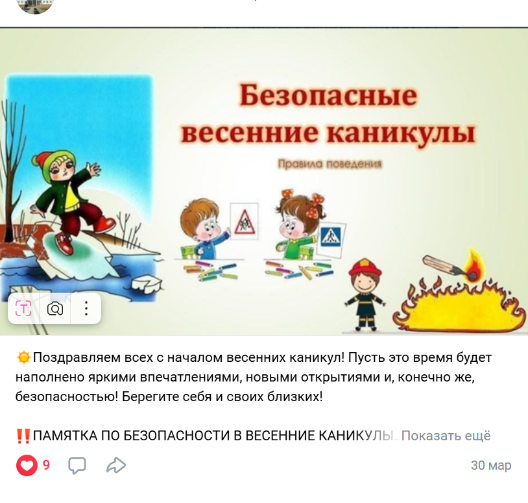 Безопасные
весенние каникулы
Правила поведения
🌞Поздравляем всех с началом весенних каникул! Пусть это время будет
наполнено яркими впечатлениями, новыми открытиями и, конечно же,
безопасностью! Берегите себя и своих близких!
‼️ПАМЯТКА ПО БЕЗОПАСНОСТИ В ВЕСЕННИЕ КАНИКУЛЫ. Показать ещё
9
30 мар